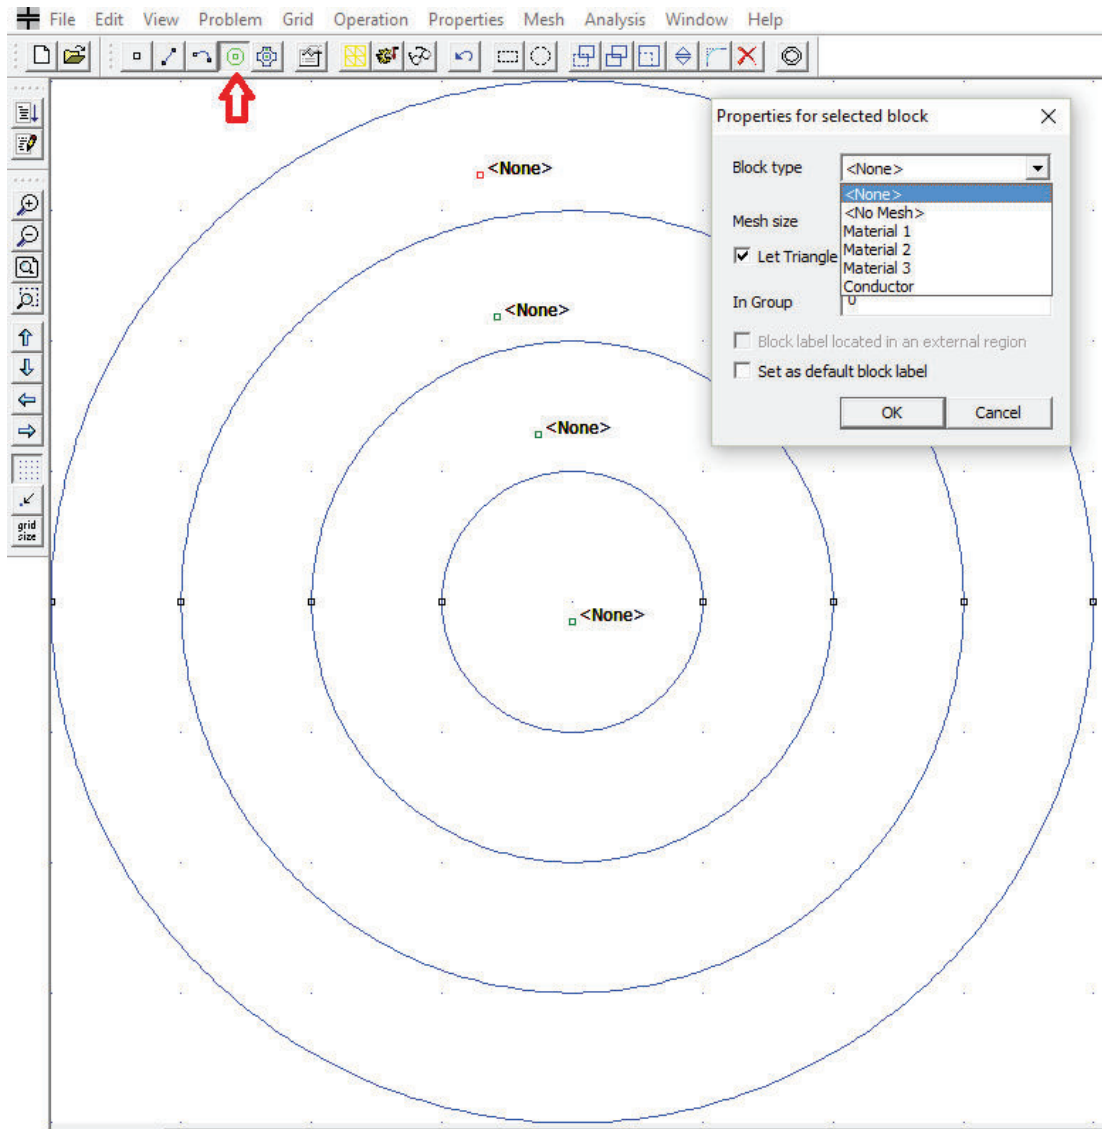 File Edit View Problem Grid Operation Properties Mesh Analysis Window Help
grid
size
<None>
<None>
<None>
<None>
Properties for selected block
Block type
<None>
<None>
<No Mesh>
Material 1
Material 2
Material 3
Conductor
Mesh size
Let Triangle
In Group
0
Block label located in an external region
Set as default block label
OK Cancel